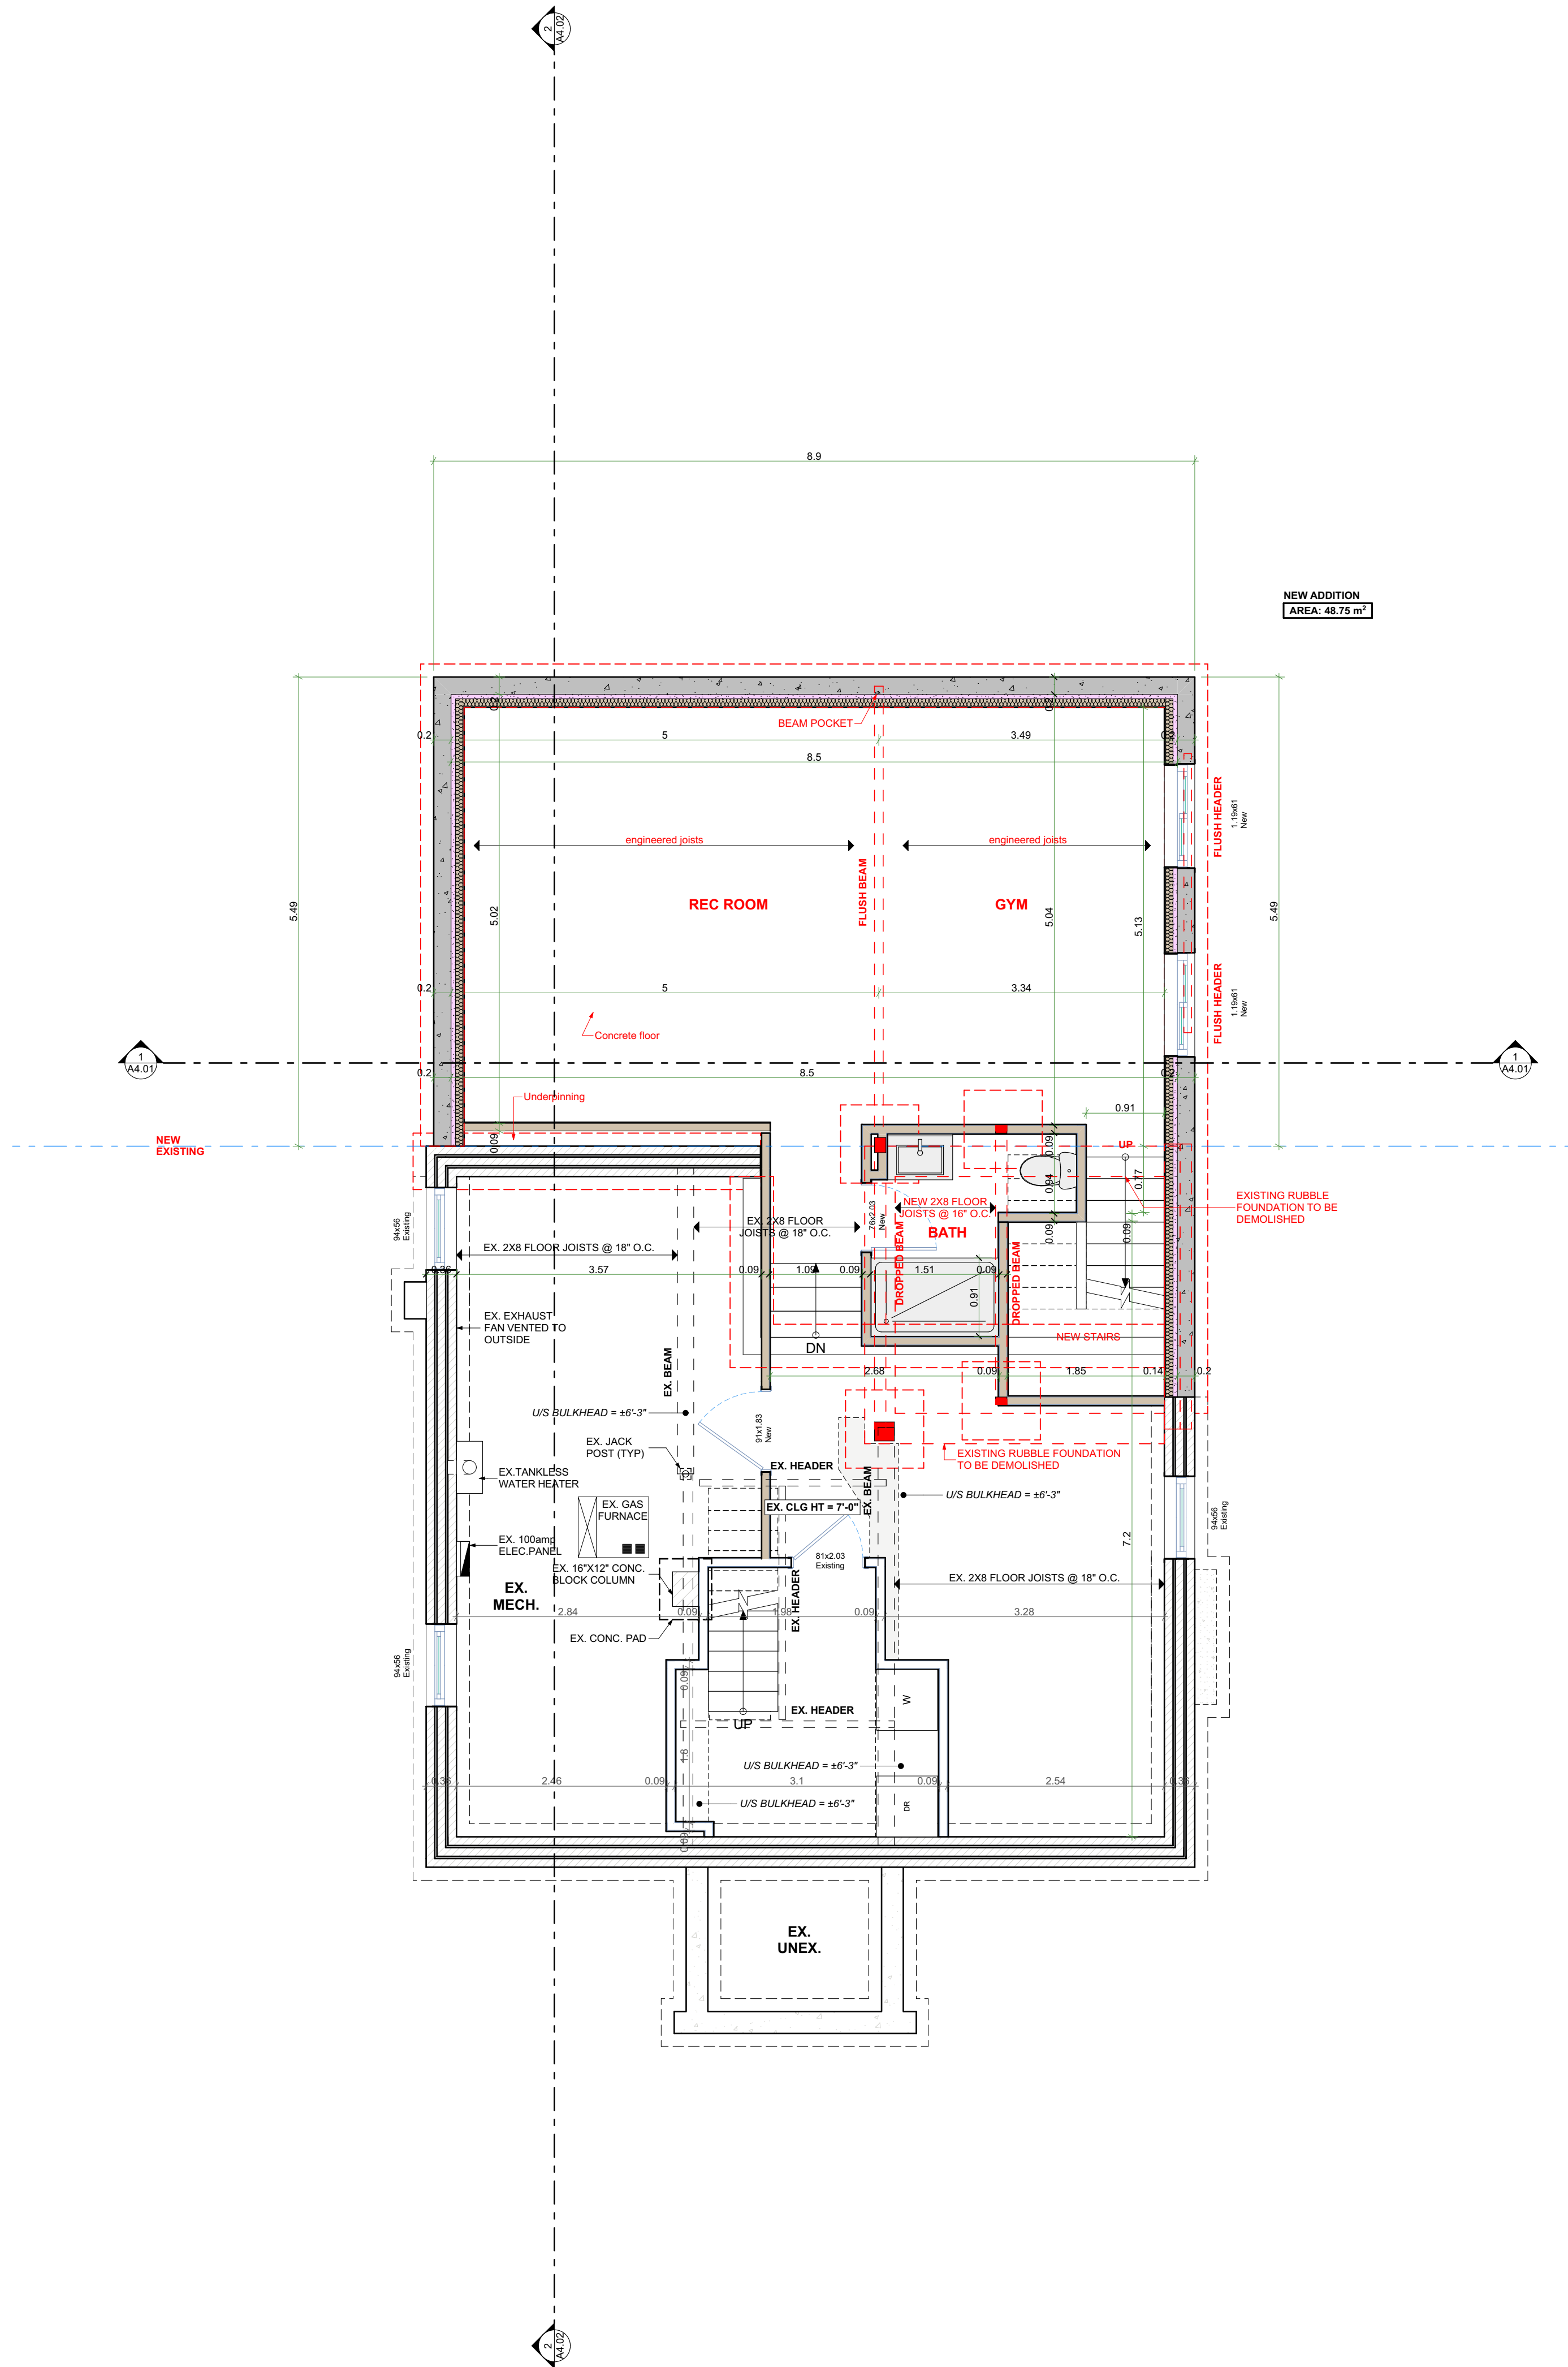 2
A4.02
8.9
NEW ADDITION
AREA: 48.75 m²
0.2
0.2
BEAM POCKET
0.2
5
3.49
0.2
8.5
FLUSH HEADER
1.19x61
New
engineered joists
engineered joists
FLUSH BEAM
REC ROOM
GYM
5.49
5.02
5.04
5.13
5.49
0.2
5
3.34
FLUSH HEADER
1.19x61
New
Concrete floor
1
A4.01
1
A4.01
0.2
8.5
0.2
Underpinning
0.91
NEW
EXISTING
0.09
0.09
UP
0.94
0.77
EXISTING RUBBLE
FOUNDATION TO BE
DEMOLISHED
94x56
Existing
76x2.03
New
NEW 2X8 FLOOR
JOISTS @ 16" O.C.
EX. 2X8 FLOOR
JOISTS @ 18" O.C.
BATH
0.09
0.09
EX. 2X8 FLOOR JOISTS @ 18" O.C.
DROPPED BEAM
DROPPED BEAM
0.36
3.57
0.09
1.09
0.09
1.51
0.09
0.91
EX. EXHAUST
FAN VENTED TO
OUTSIDE
NEW STAIRS
DN
EX. BEAM
2.68
0.09
1.85
0.14
0.2
U/S BULKHEAD = ±6'-3"
91x1.83
New
EX. JACK
POST (TYP)
EXISTING RUBBLE FOUNDATION
TO BE DEMOLISHED
EX. HEADER
EX.TANKLESS
WATER HEATER
EX. BEAM
U/S BULKHEAD = ±6'-3"
EX. GAS
FURNACE
EX. CLG HT = 7'-0"
94x56
Existing
EX. 100amp
ELEC.PANEL
7.2
81x2.03
Existing
EX. 16"X12" CONC.
BLOCK COLUMN
EX. 2X8 FLOOR JOISTS @ 18" O.C.
EX.
MECH.
EX. HEADER
2.84
0.09
1.98
0.09
3.28
EX. CONC. PAD
94x56
Existing
0.09
W
EX. HEADER
UP
1.8
U/S BULKHEAD = ±6'-3"
0.36
2.46
0.09
3.1
0.09
2.54
0.36
U/S BULKHEAD = ±6'-3"
DR
0.09
EX.
UNEX.
2
A4.02